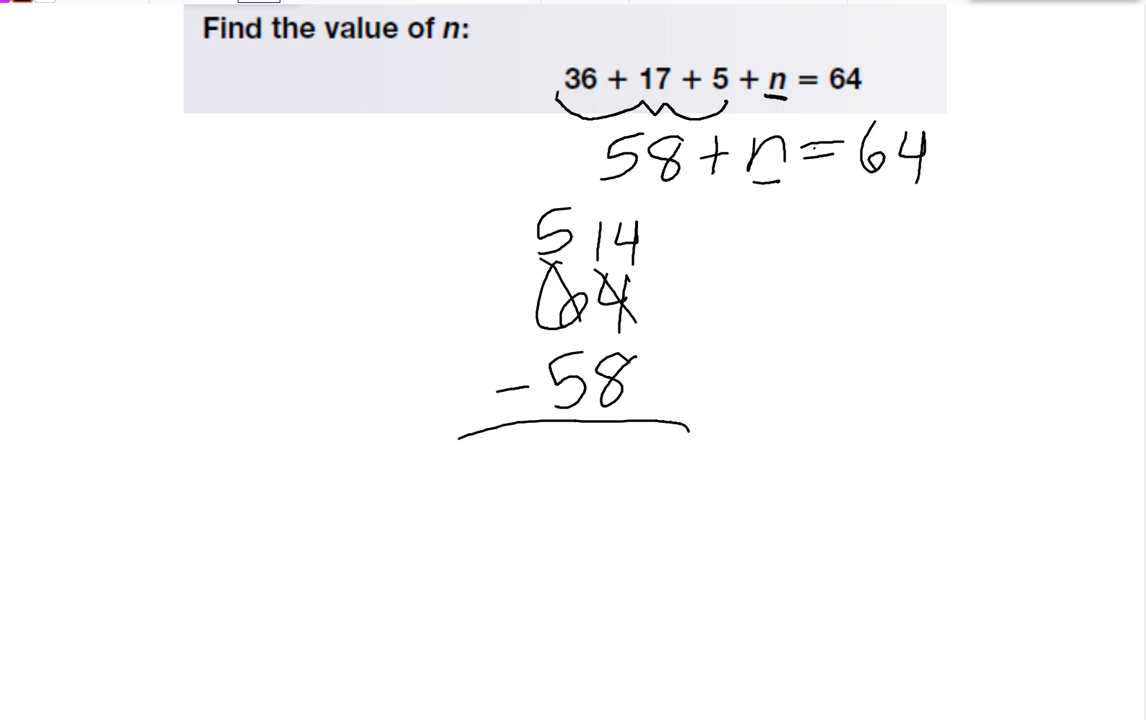 Find the value of n:
36 + 17 + 5 + n = 64
58 + n = 64
5 14
64
- 58